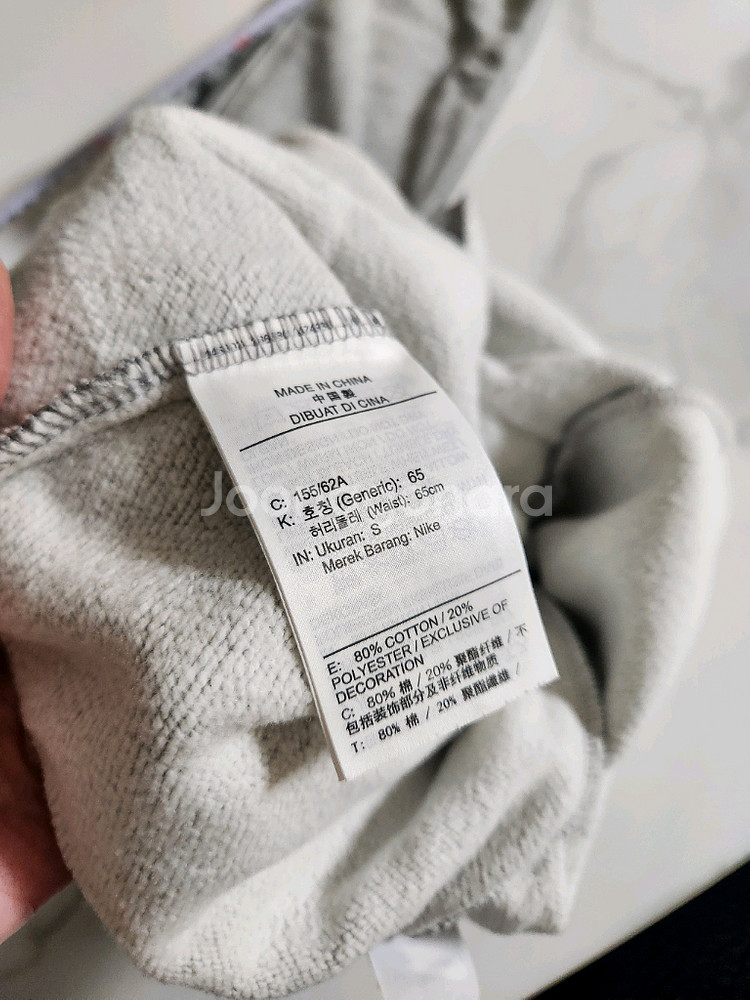 MADE IN CHINA
中国製
DIBUAT DI CINA
C: 155/62A
K: 호칭 (Generic): 65
허리둘레 (Waist): 65cm
IN: Ukuran: S
Merek Barang: Nike
E: 80% COTTON / 20%
POLYESTER / EXCLUSIVE OF
DECORATION
C: 80% 棉 / 20% 聚酯纤维 / 不
包括装饰部分及非纤维物质
T: 80% 棉 / 20% 聚酯纖維 /